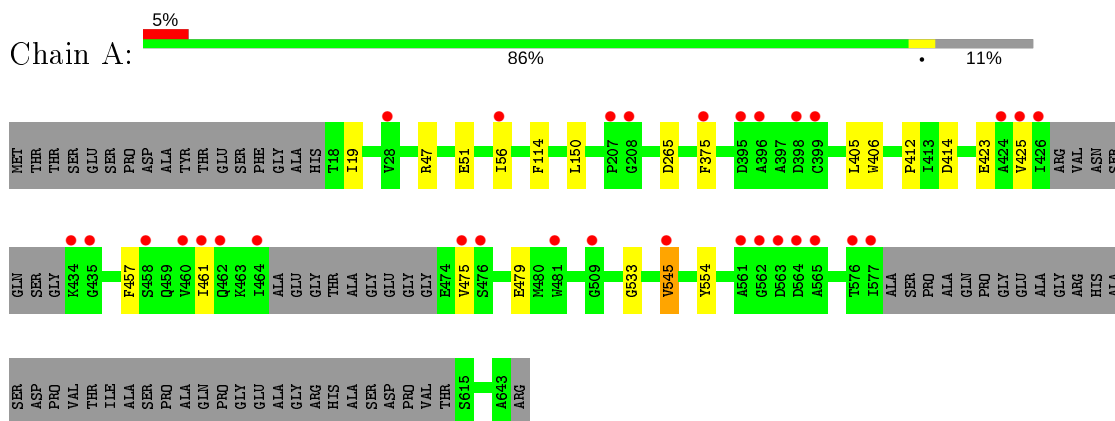 5%
Chain A:
86% • 11%
MET THR THR SER GLU SER PRO ASP ALA TYR THR GLU SER PHE GLY ALA HIS T18 I19 V28 R47 E51 I56 F114 L150 P207 G208 D265 F375 D395 A396 A397 D398 C399 L405 W406 P412 I413 D414 E423 A424 V425 I426 ARG VAL ASN SER
GLN SER GLY K434 G435 F457 S458 Q459 V460 I461 Q462 K463 I464 ALA GLU GLY THR ALA GLY GLU GLY GLY E474 V475 S476 E479 M480 W481 G509 G533 V545 Y554 A561 G562 D563 D564 A565 T576 I577 ALA SER PRO ALA GLN PRO GLY GLU ALA GLY ARG HIS ALA
SER ASP PRO VAL THR ILE ALA SER PRO ALA GLN PRO GLY GLU ALA GLY ARG HIS ALA SER ASP PRO VAL THR S615 A643 ARG